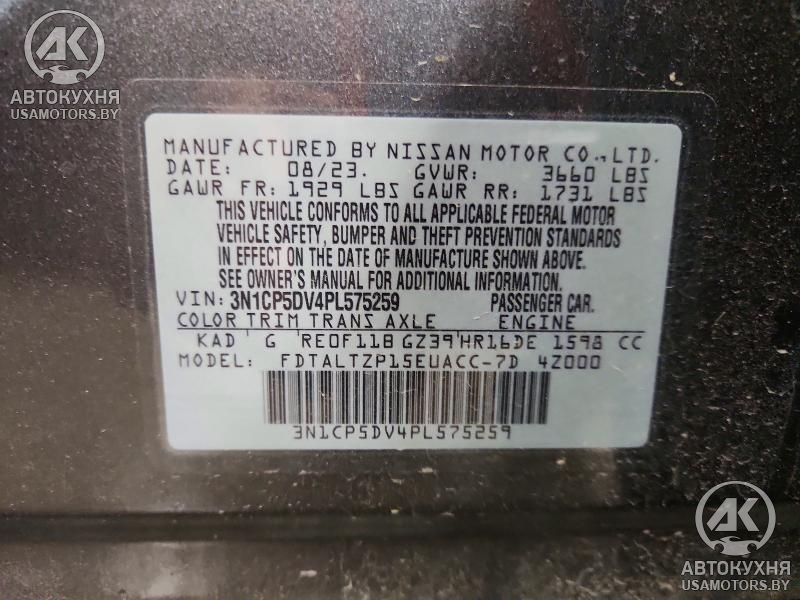 AK
АВТОКУХНЯ
USAMOTORS.BY
MANUFACTURED BY NISSAN MOTOR CO.,LTD.
DATE: 08/23. GVWR: 3660 LBS
GAWR FR: 1929 LBS GAWR RR: 1731 LBS
THIS VEHICLE CONFORMS TO ALL APPLICABLE FEDERAL MOTOR
VEHICLE SAFETY, BUMPER AND THEFT PREVENTION STANDARDS
IN EFFECT ON THE DATE OF MANUFACTURE SHOWN ABOVE.
SEE OWNER'S MANUAL FOR ADDITIONAL INFORMATION.
VIN: 3N1CP5DV4PL575259 PASSENGER CAR.
COLOR TRIM TRANS AXLE ENGINE
KAD G RE0F11B GZ39 HR16DE 1598 CC
MODEL: FDTALTZP15EUACC-7D 4Z000
3N1CP5DV4PL575259
AK
АВТОКУХНЯ
USAMOTORS.BY